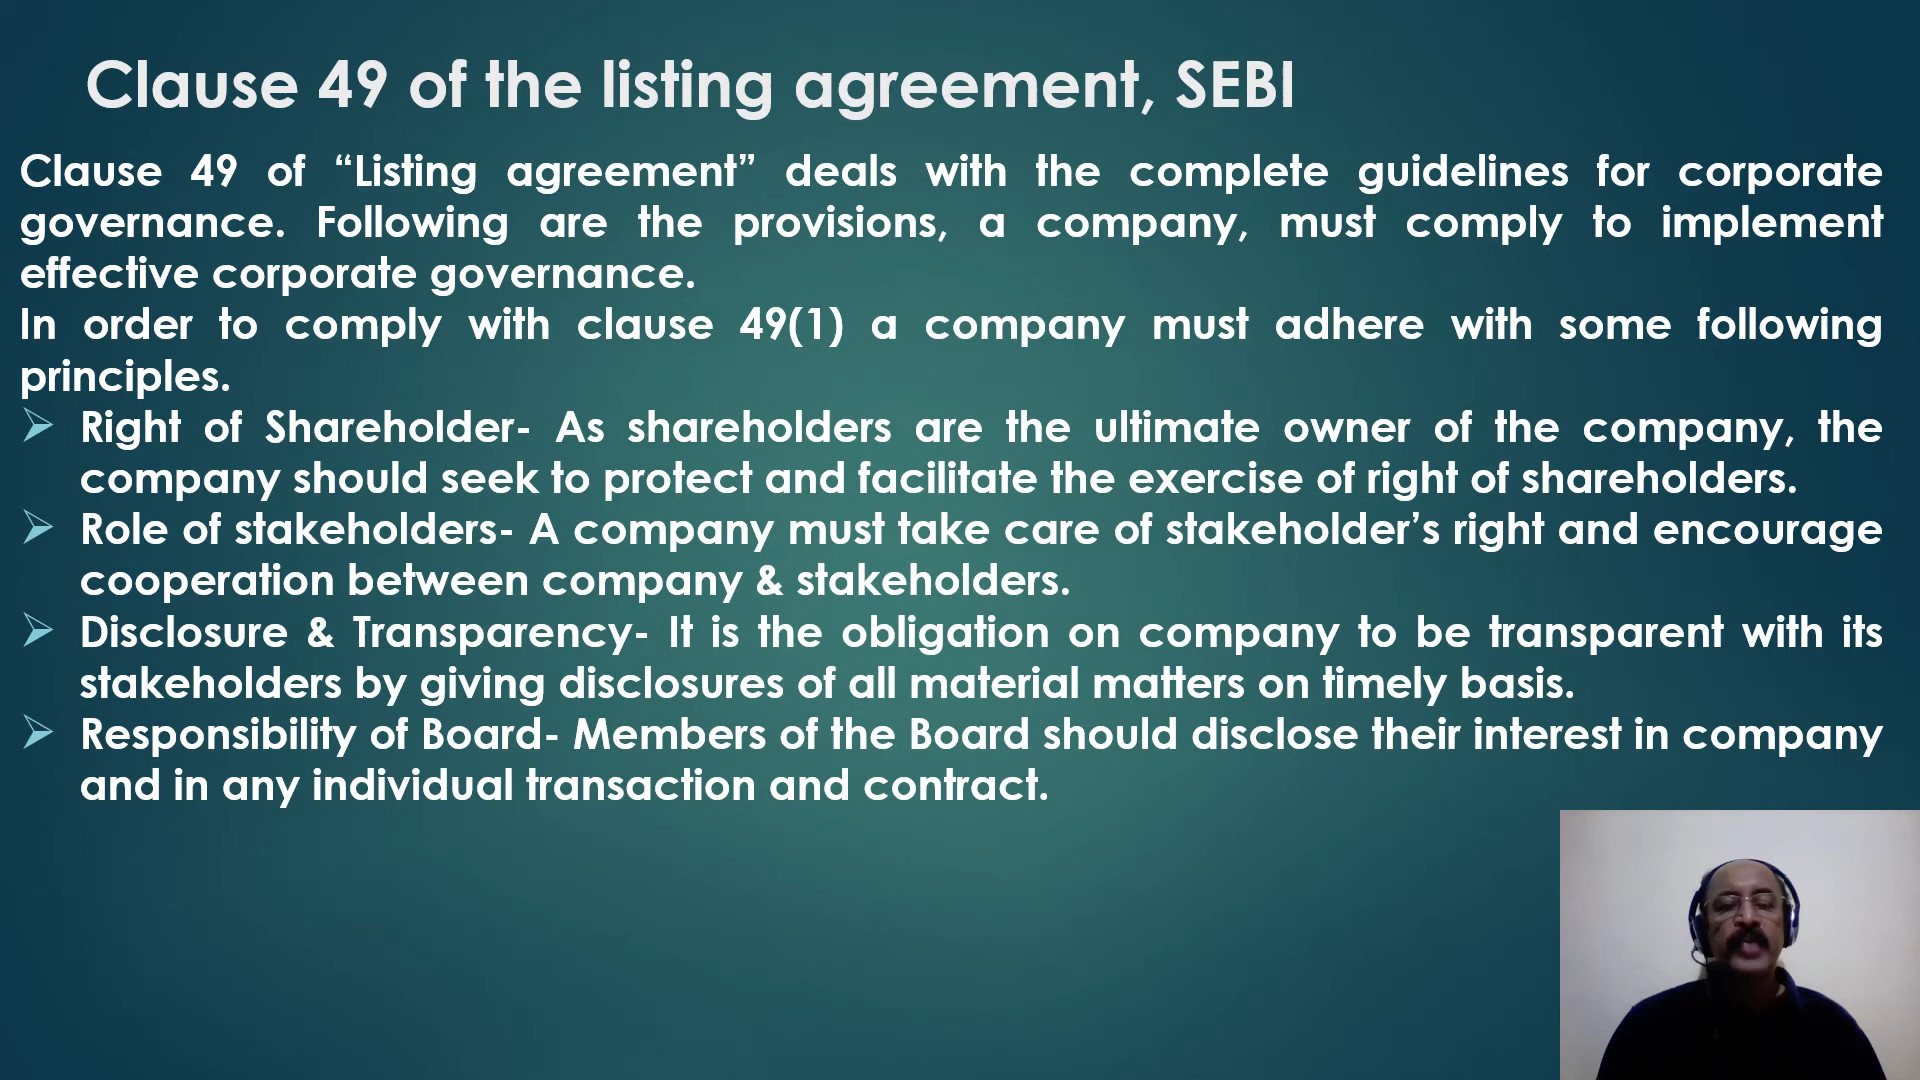 Clause 49 of the listing agreement, SEBI
Clause 49 of “Listing agreement” deals with the complete guidelines for corporate
governance. Following are the provisions, a company, must comply to implement
effective corporate governance.
In order to comply with clause 49(1) a company must adhere with some following
principles.
Right of Shareholder- As shareholders are the ultimate owner of the company, the
company should seek to protect and facilitate the exercise of right of shareholders.
Role of stakeholders- A company must take care of stakeholder’s right and encourage
cooperation between company & stakeholders.
Disclosure & Transparency- It is the obligation on company to be transparent with its
stakeholders by giving disclosures of all material matters on timely basis.
Responsibility of Board- Members of the Board should disclose their interest in company
and in any individual transaction and contract.